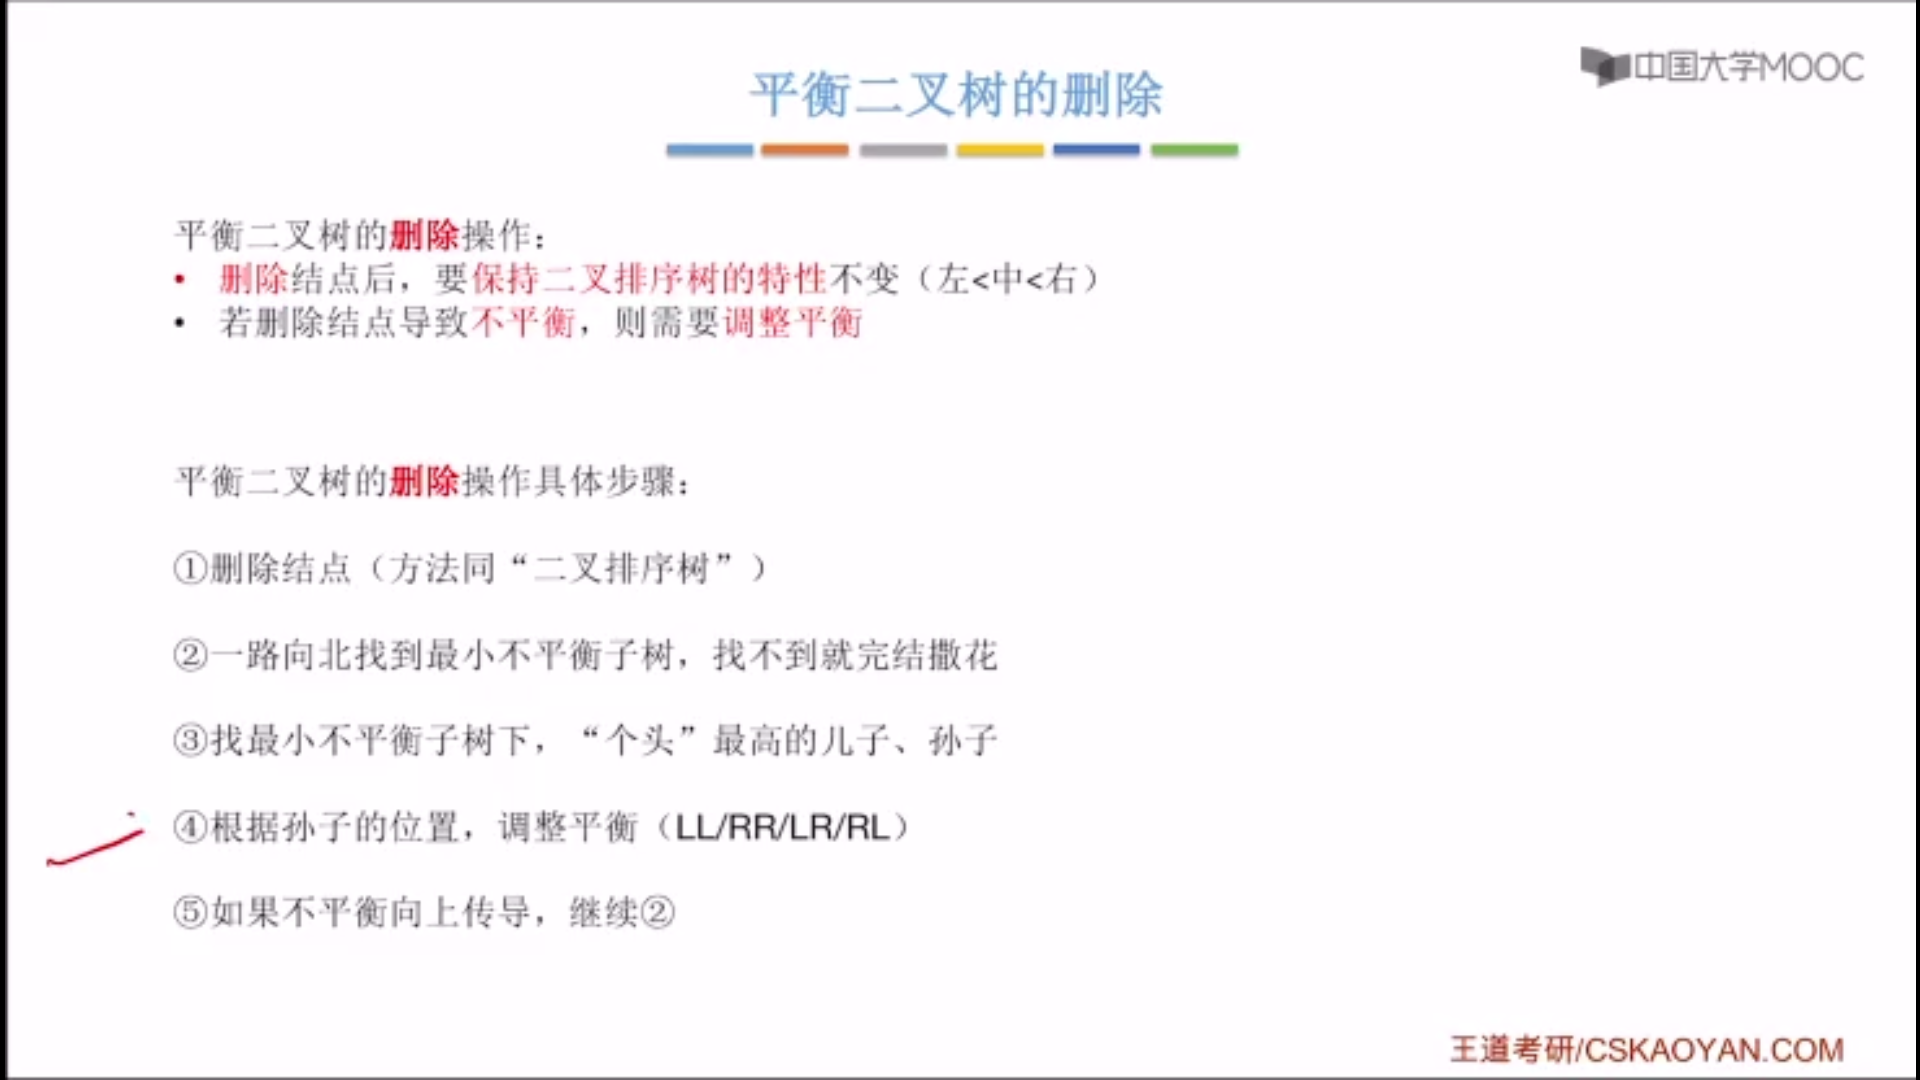 中国大学MOOC
平衡二叉树的删除
平衡二叉树的删除操作：
• 删除结点后，要保持二叉排序树的特性不变（左<中<右）
• 若删除结点导致不平衡，则需要调整平衡
平衡二叉树的删除操作具体步骤：
①删除结点（方法同“二叉排序树”）
②一路向北找到最小不平衡子树，找不到就完结撒花
③找最小不平衡子树下，“个头”最高的儿子、孙子
④根据孙子的位置，调整平衡（LL/RR/LR/RL）
⑤如果不平衡向上传导，继续②
王道考研/CSKAOYAN.COM